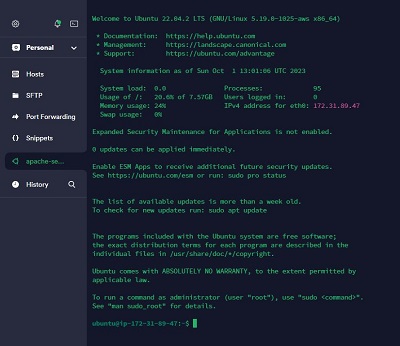 Personal
Hosts
SFTP
Port Forwarding
{} Snippets
apache-se...
History
Welcome to Ubuntu 22.04.2 LTS (GNU/Linux 5.19.0-1025-aws x86_64)
* Documentation: https://help.ubuntu.com
* Management: https://landscape.canonical.com
* Support: https://ubuntu.com/advantage
System information as of Sun Oct 1 13:51:06 UTC 2023
System load: 0.0 Processes: 95
Usage of /: 20.6% of 7.57GB Users logged in: 0
Memory usage: 24% IPv4 address for eth0: 172.31.89.47
Swap usage: 0%
Expanded Security Maintenance for Applications is not enabled.
0 updates can be applied immediately.
Enable ESM Apps to receive additional future security updates.
See https://ubuntu.com/esm or run: sudo pro status
The list of available updates is more than a week old.
To check for new updates run: sudo apt update
The programs included with the Ubuntu system are free software;
the exact distribution terms for each program are described in the
individual files in /usr/share/doc/*/copyright.
Ubuntu comes with ABSOLUTELY NO WARRANTY, to the extent permitted by
applicable law.
To run a command as administrator (user "root"), use "sudo <command>".
See "man sudo_root" for details.
ubuntu@ip-172-31-89-47:~$